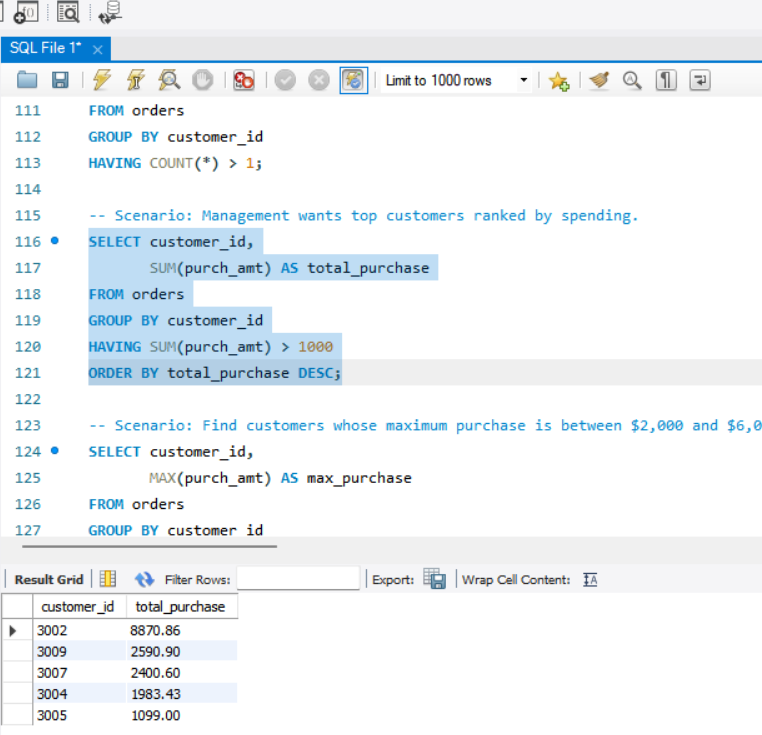 SQL File 1*
Limit to 1000 rows
111 FROM orders
112 GROUP BY customer_id
113 HAVING COUNT(*) > 1;
114
115 -- Scenario: Management wants top customers ranked by spending.
116 SELECT customer_id,
117 SUM(purch_amt) AS total_purchase
118 FROM orders
119 GROUP BY customer_id
120 HAVING SUM(purch_amt) > 1000
121 ORDER BY total_purchase DESC;
122
123 -- Scenario: Find customers whose maximum purchase is between $2,000 and $6,0
124 SELECT customer_id,
125 MAX(purch_amt) AS max_purchase
126 FROM orders
127 GROUP BY customer_id
Result Grid Filter Rows: Export: Wrap Cell Content: IA
customer_id total_purchase
3002 8870.86
3009 2590.90
3007 2400.60
3004 1983.43
3005 1099.00